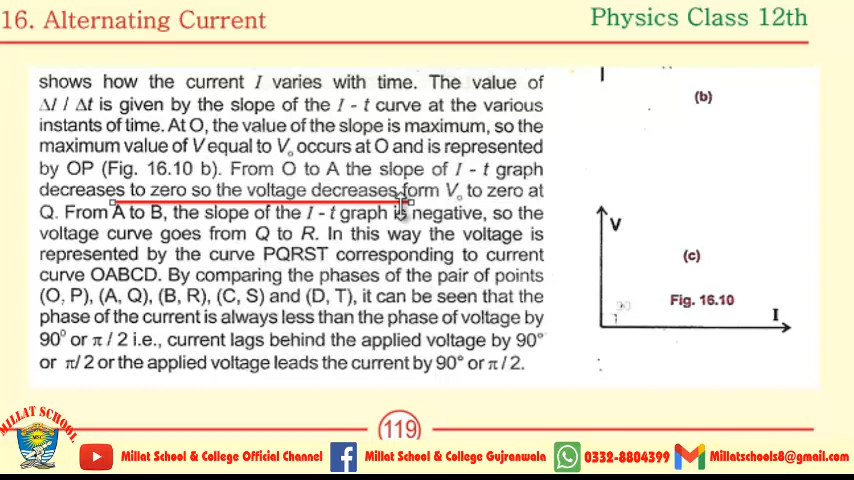 16. Alternating Current
Physics Class 12th
shows how the current I varies with time. The value of
ΔI / Δt is given by the slope of the I - t curve at the various
instants of time. At O, the value of the slope is maximum, so the
maximum value of V equal to V₀ occurs at O and is represented
by OP (Fig. 16.10 b). From O to A the slope of I - t graph
decreases to zero so the voltage decreases form V₀ to zero at
Q. From A to B, the slope of the I - t graph is negative, so the
voltage curve goes from Q to R. In this way the voltage is
represented by the curve PQRST corresponding to current
curve OABCD. By comparing the phases of the pair of points
(O, P), (A, Q), (B, R), (C, S) and (D, T), it can be seen that the
phase of the current is always less than the phase of voltage by
90⁰ or π / 2 i.e., current lags behind the applied voltage by 90°
or π/ 2 or the applied voltage leads the current by 90° or π/ 2.
(b)
V
(c)
Fig. 16.10
I
119
MILLAT SCHOOL
MSC
Millat School & College Official Channel
Millat School & College Gujranwala
0332-8804399
Millatschools8@gmail.com